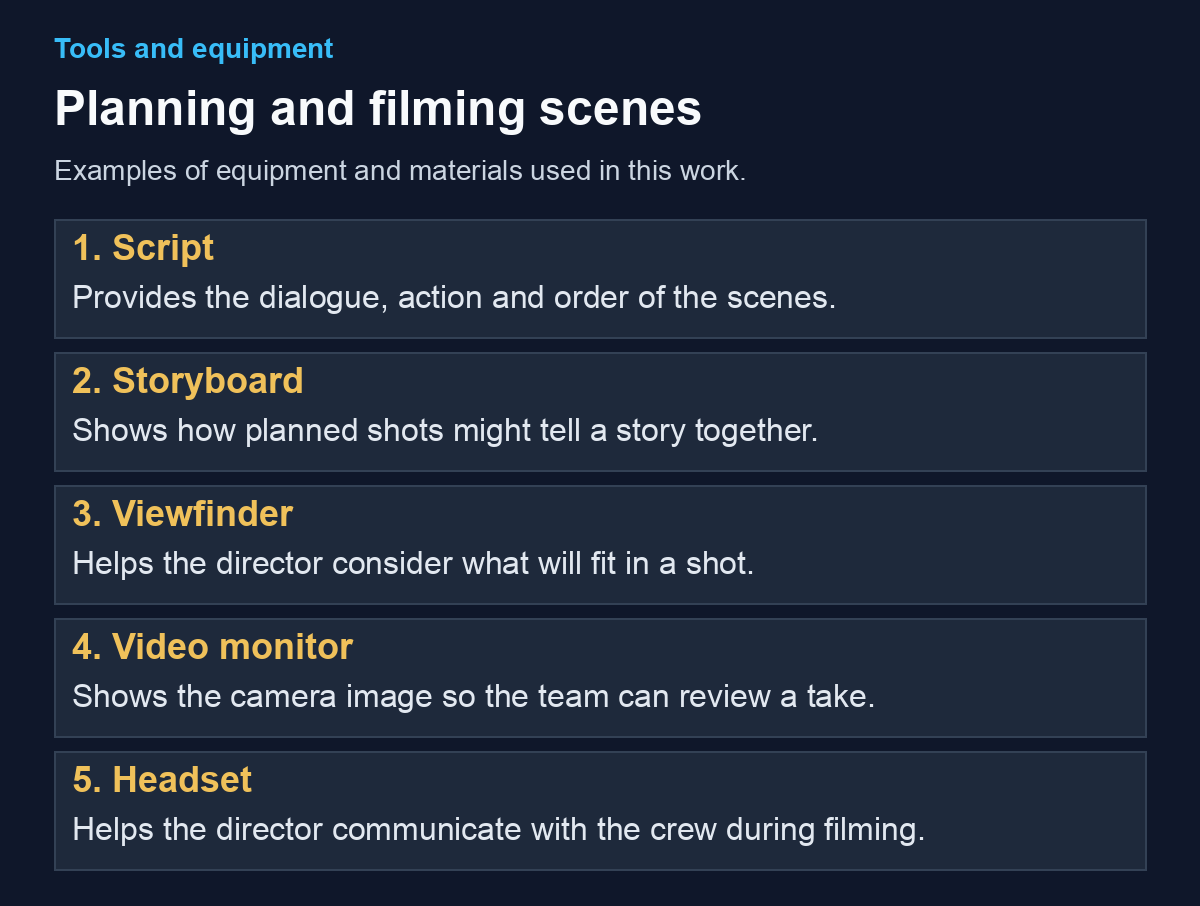 Tools and equipment
Planning and filming scenes
Examples of equipment and materials used in this work.
1. Script
Provides the dialogue, action and order of the scenes.
2. Storyboard
Shows how planned shots might tell a story together.
3. Viewfinder
Helps the director consider what will fit in a shot.
4. Video monitor
Shows the camera image so the team can review a take.
5. Headset
Helps the director communicate with the crew during filming.